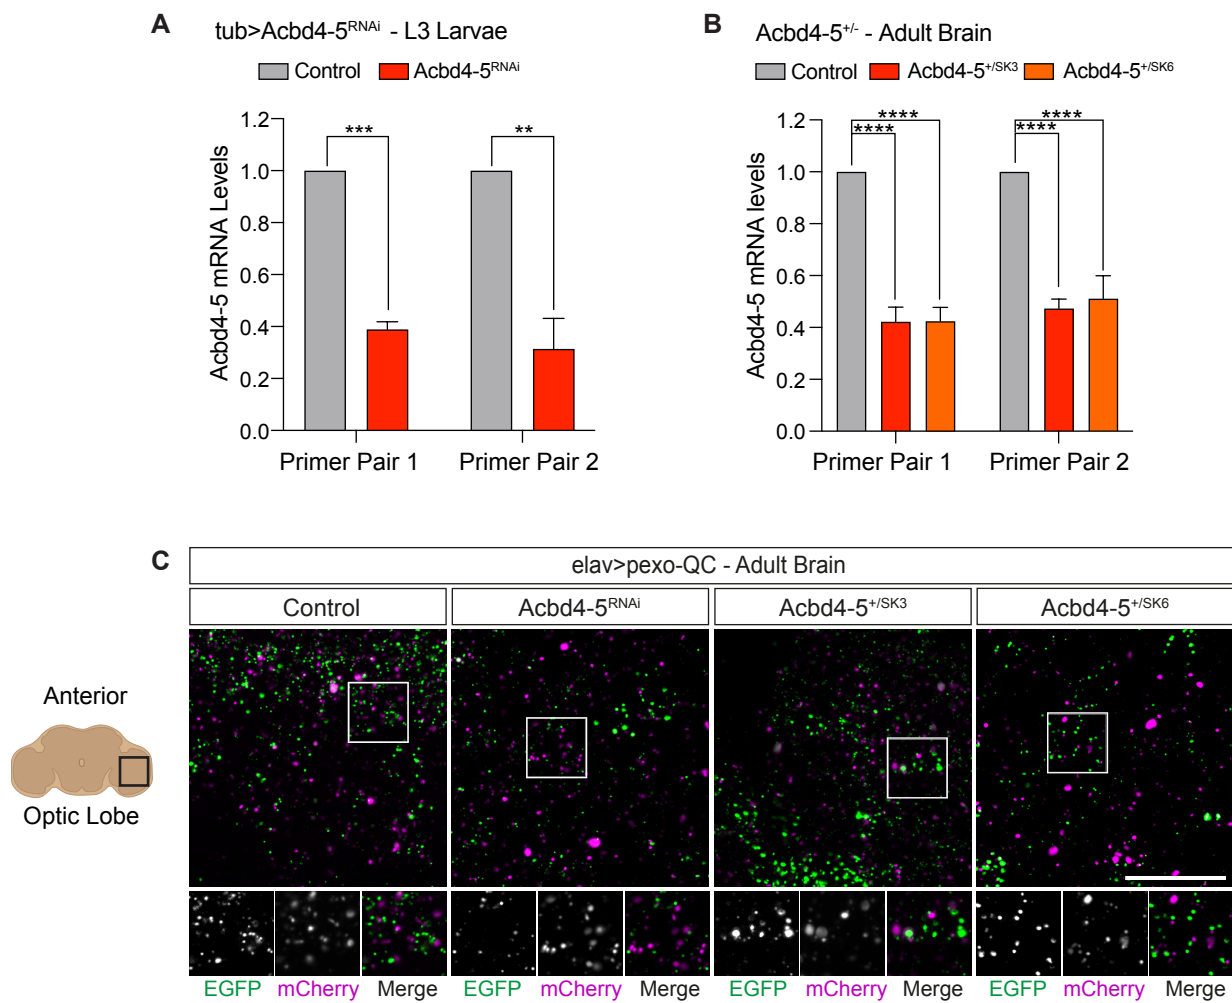 A
tub>Acbd4-5RNAi - L3 Larvae
Control Acbd4-5RNAi
Acbd4-5 mRNA Levels
1.2
1.0
0.8
0.6
0.4
0.2
0.0
***
**
Primer Pair 1 Primer Pair 2
B
Acbd4-5+/- - Adult Brain
Control Acbd4-5+/SK3 Acbd4-5+/SK6
Acbd4-5 mRNA levels
1.2
1.0
0.8
0.6
0.4
0.2
0.0
****
****
****
****
Primer Pair 1 Primer Pair 2
C
elav>pexo-QC - Adult Brain
Control Acbd4-5RNAi Acbd4-5+/SK3 Acbd4-5+/SK6
Anterior
Optic Lobe
EGFP mCherry Merge EGFP mCherry Merge EGFP mCherry Merge EGFP mCherry Merge